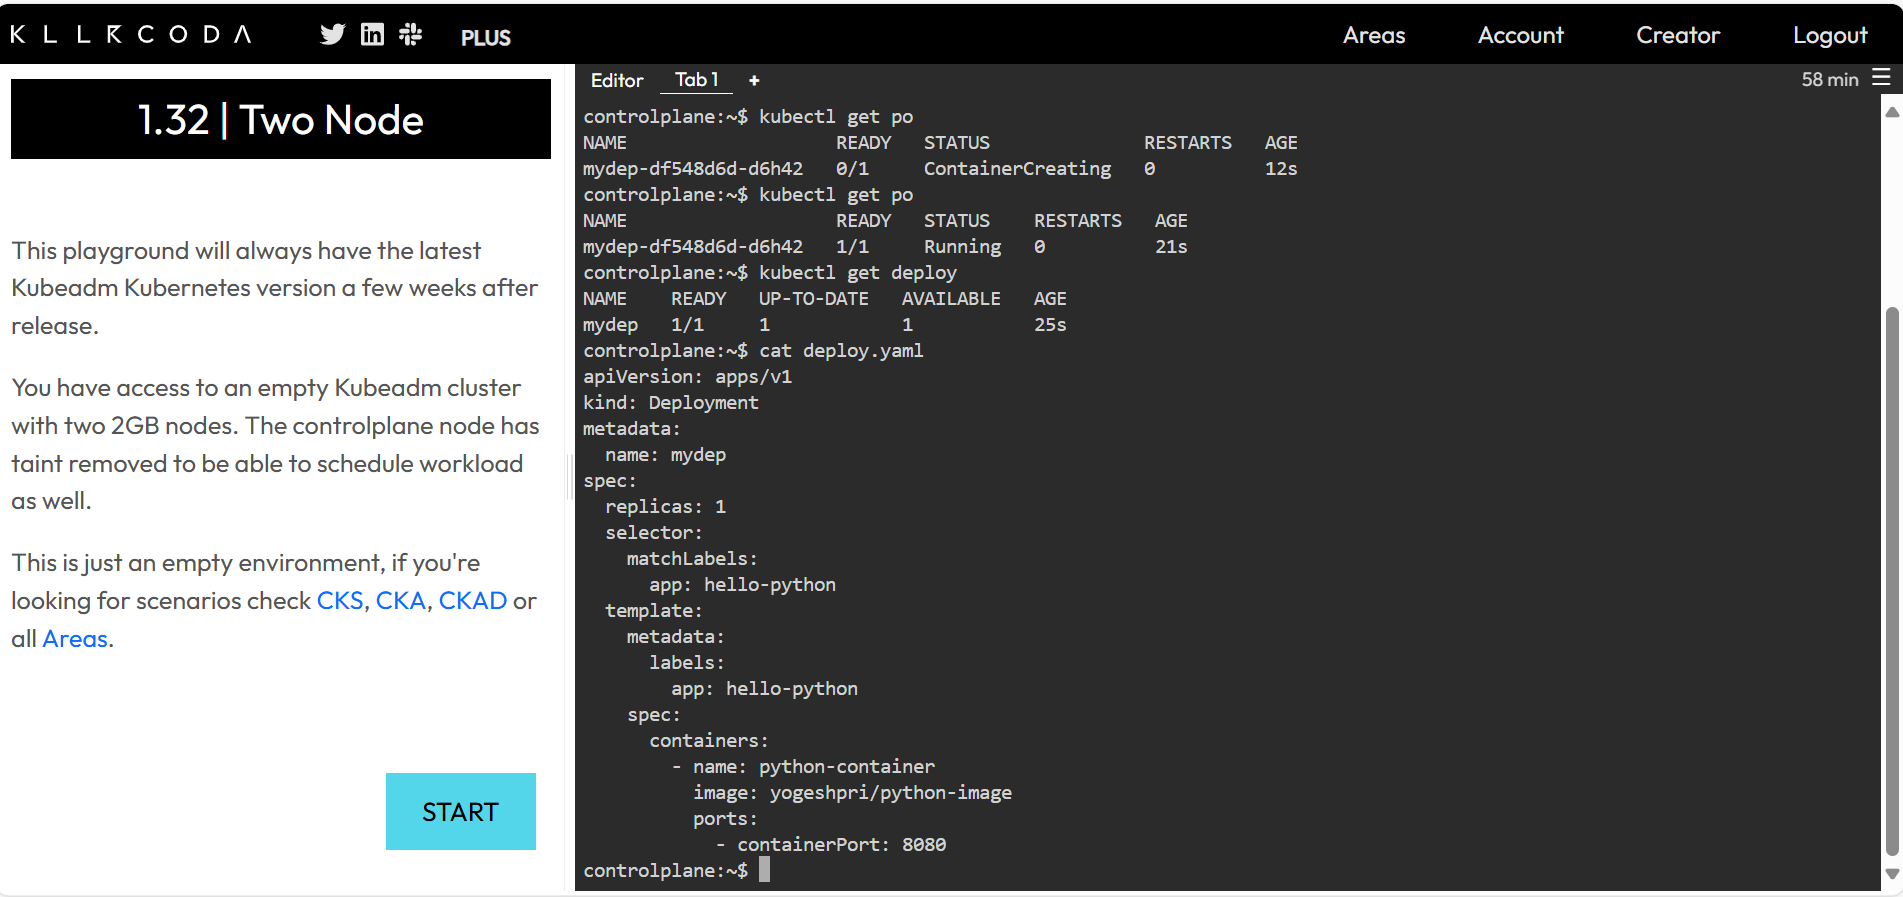 KLLRCODA
PLUS
Areas
Account
Creator
Logout
1.32 | Two Node
This playground will always have the latest
Kubeadm Kubernetes version a few weeks after
release.
You have access to an empty Kubeadm cluster
with two 2GB nodes. The controlplane node has
taint removed to be able to schedule workload
as well.
This is just an empty environment, if you're
looking for scenarios check CKS, CKA, CKAD or
all Areas.
START
Editor Tab 1 +
58 min
controlplane:~$ kubectl get po
NAME READY STATUS RESTARTS AGE
mydep-df548d6d-d6h42 0/1 ContainerCreating 0 12s
controlplane:~$ kubectl get po
NAME READY STATUS RESTARTS AGE
mydep-df548d6d-d6h42 1/1 Running 0 21s
controlplane:~$ kubectl get deploy
NAME READY UP-TO-DATE AVAILABLE AGE
mydep 1/1 1 1 25s
controlplane:~$ cat deploy.yaml
apiVersion: apps/v1
kind: Deployment
metadata:
  name: mydep
spec:
  replicas: 1
  selector:
    matchLabels:
      app: hello-python
  template:
    metadata:
      labels:
        app: hello-python
    spec:
      containers:
        - name: python-container
          image: yogeshpri/python-image
          ports:
            - containerPort: 8080
controlplane:~$